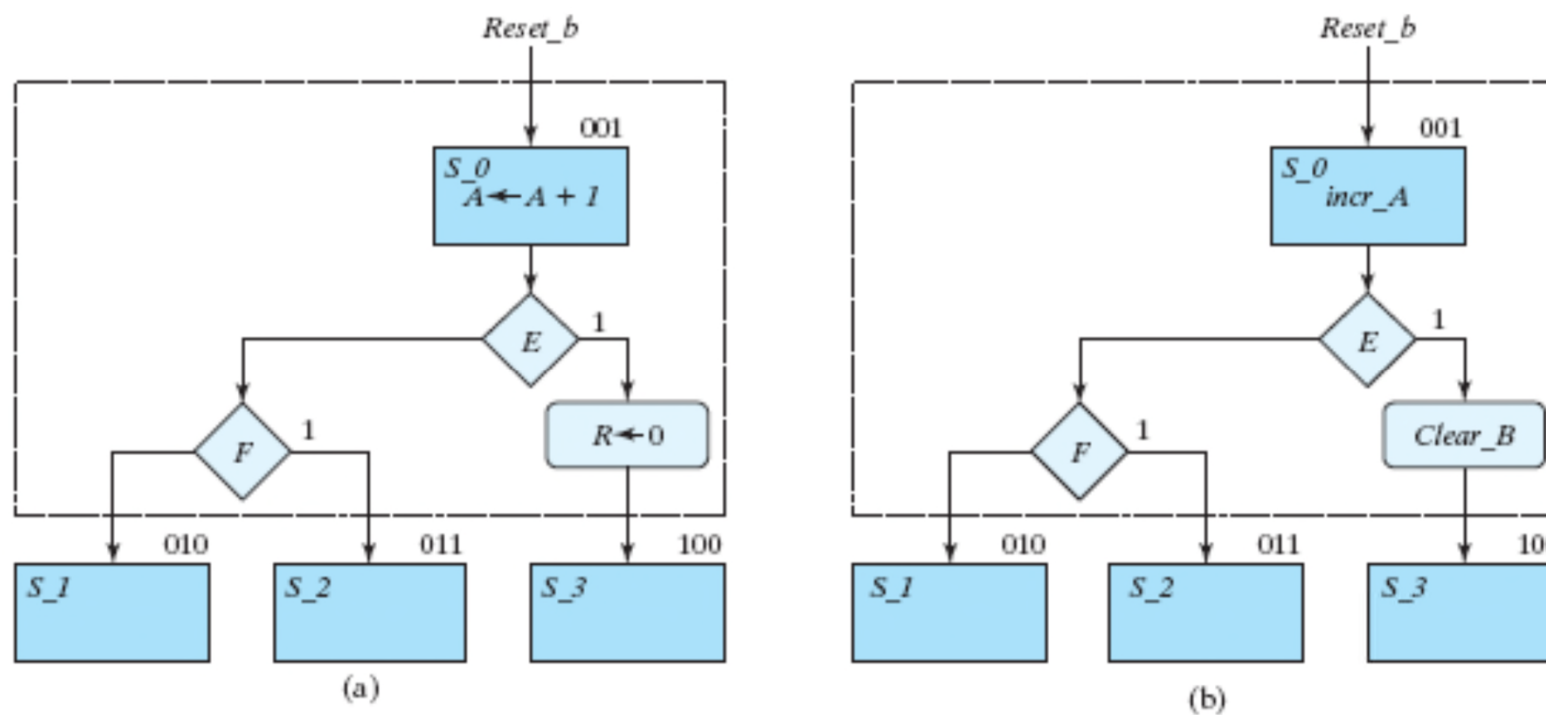 Reset_b
001
S_0
A ← A + 1
E
1
F
1
R ← 0
010
011
100
S_1
S_2
S_3
(a)
Reset_b
001
S_0
incr_A
E
1
F
1
Clear_B
010
011
10
S_1
S_2
S_3
(b)